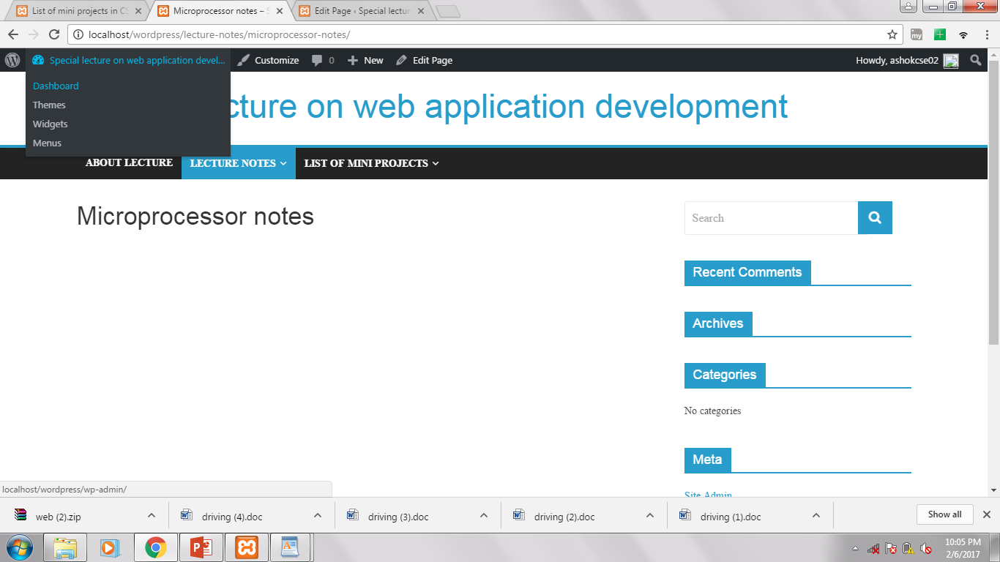 List of mini projects in CS
Microprocessor notes – S
Edit Page ‹ Special lectur
localhost/wordpress/lecture-notes/microprocessor-notes/
my
Special lecture on web application devel... Customize 0 New Edit Page Howdy, ashokcse02
Dashboard
Themes
Widgets
Menus
cture on web application development
ABOUT LECTURE LECTURE NOTES LIST OF MINI PROJECTS
Microprocessor notes
Search
Recent Comments
Archives
Categories
No categories
Meta
Site Admin
localhost/wordpress/wp-admin/
web (2).zip driving (4).doc driving (3).doc driving (2).doc driving (1).doc Show all
10:05 PM
2/6/2017